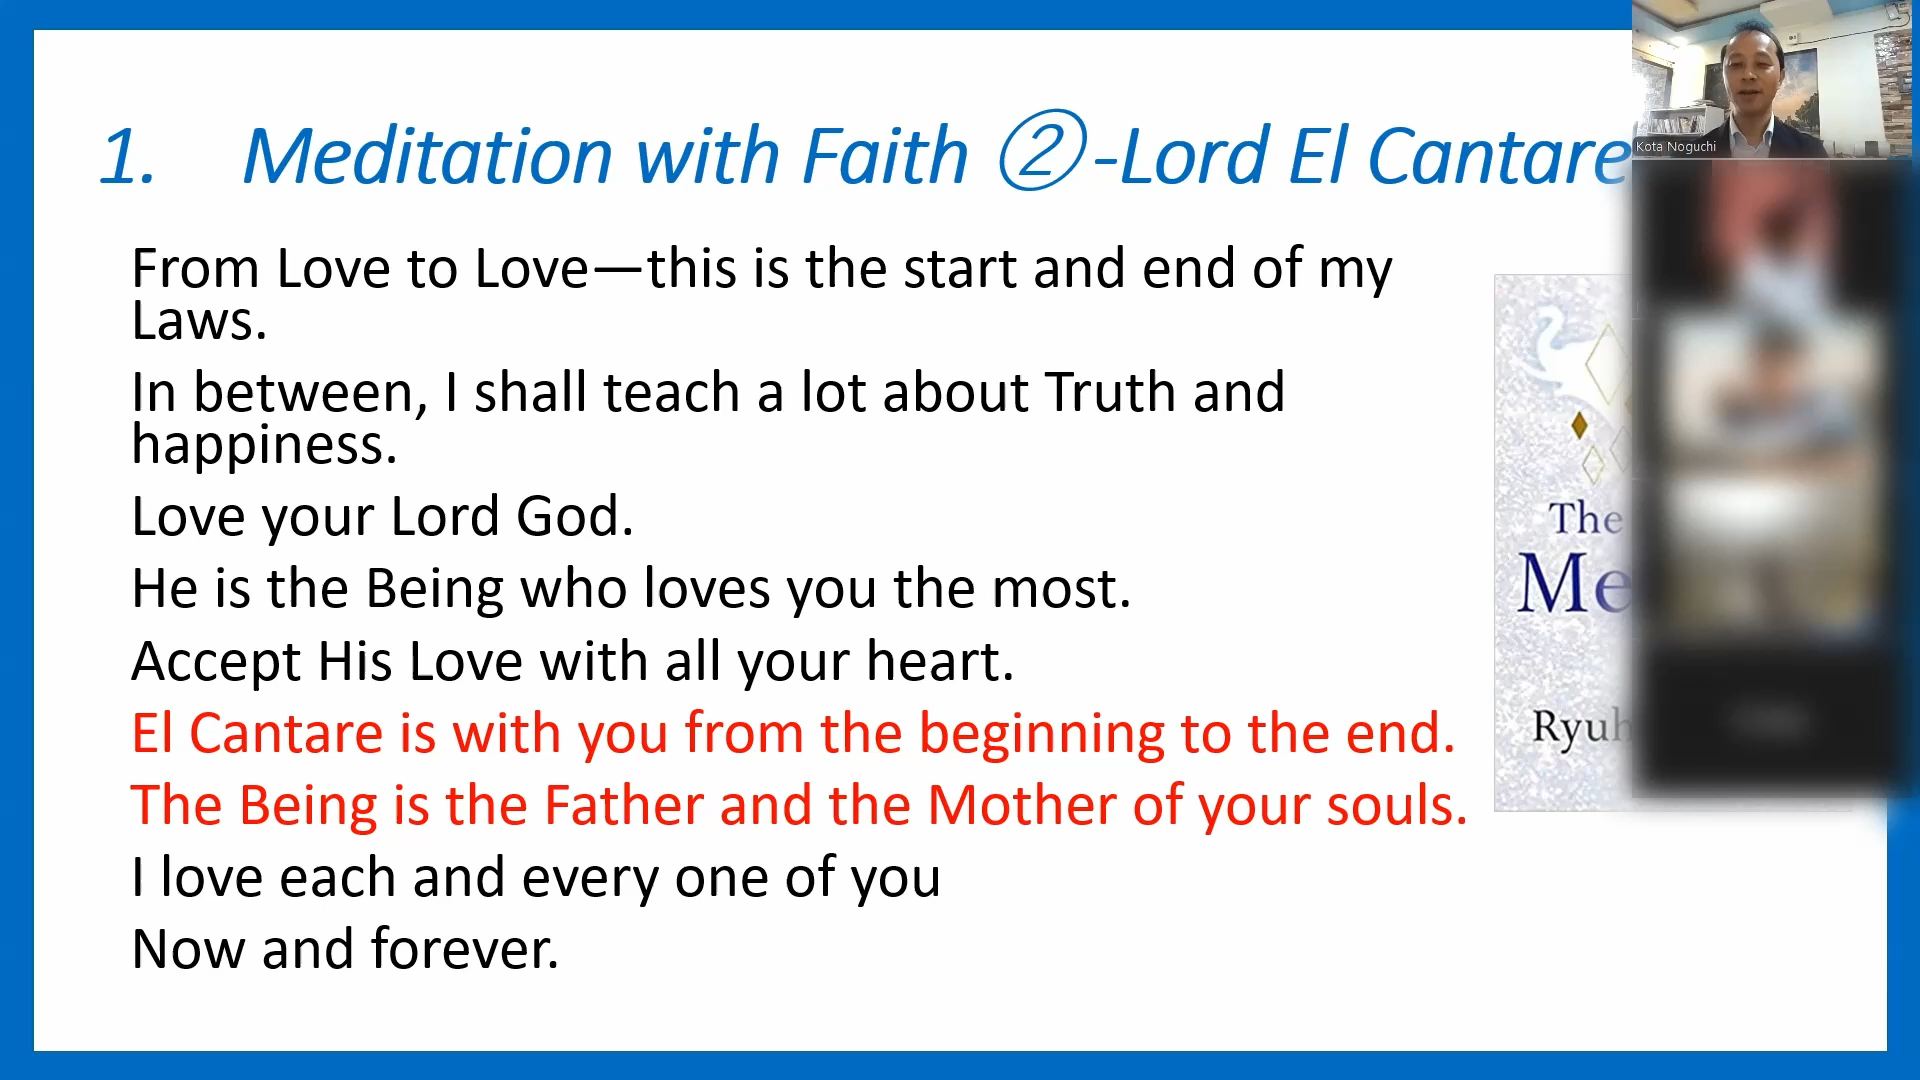 1. Meditation with Faith ②-Lord El Cantare
From Love to Love—this is the start and end of my
Laws.
In between, I shall teach a lot about Truth and
happiness.
Love your Lord God.
He is the Being who loves you the most.
Accept His Love with all your heart.
El Cantare is with you from the beginning to the end.
The Being is the Father and the Mother of your souls.
I love each and every one of you
Now and forever.
The
Me
Ryuh
Kota Noguchi